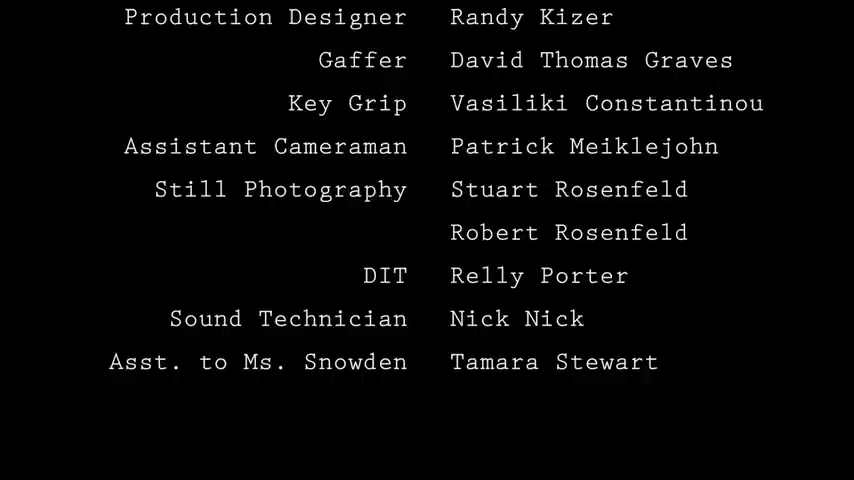 Production Designer Randy Kizer
Gaffer David Thomas Graves
Key Grip Vasiliki Constantinou
Assistant Cameraman Patrick Meiklejohn
Still Photography Stuart Rosenfeld
Robert Rosenfeld
DIT Relly Porter
Sound Technician Nick Nick
Asst. to Ms. Snowden Tamara Stewart